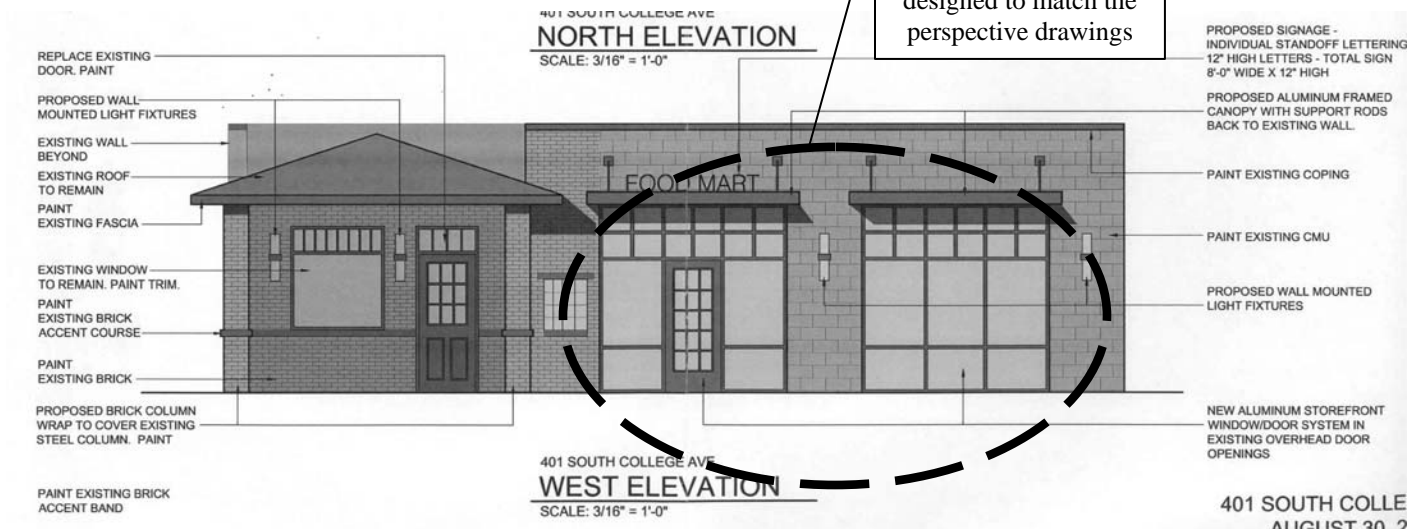 401 SOUTH COLLEGE AVE
NORTH ELEVATION
SCALE: 3/16" = 1'-0"
designed to match the
perspective drawings
REPLACE EXISTING
DOOR. PAINT
PROPOSED WALL
MOUNTED LIGHT FIXTURES
EXISTING WALL
BEYOND
EXISTING ROOF
TO REMAIN
PAINT
EXISTING FASCIA
EXISTING WINDOW
TO REMAIN. PAINT TRIM.
PAINT
EXISTING BRICK
ACCENT COURSE
PAINT
EXISTING BRICK
PROPOSED BRICK COLUMN
WRAP TO COVER EXISTING
STEEL COLUMN. PAINT
PAINT EXISTING BRICK
ACCENT BAND
FOOD MART
PROPOSED SIGNAGE -
INDIVIDUAL STANDOFF LETTERING
12" HIGH LETTERS - TOTAL SIGN
8'-0" WIDE X 12" HIGH
PROPOSED ALUMINUM FRAMED
CANOPY WITH SUPPORT RODS
BACK TO EXISTING WALL.
PAINT EXISTING COPING
PAINT EXISTING CMU
PROPOSED WALL MOUNTED
LIGHT FIXTURES
NEW ALUMINUM STOREFRONT
WINDOW/DOOR SYSTEM IN
EXISTING OVERHEAD DOOR
OPENINGS
401 SOUTH COLLEGE AVE
WEST ELEVATION
SCALE: 3/16" = 1'-0"
401 SOUTH COLLE
AUGUST 30, 2